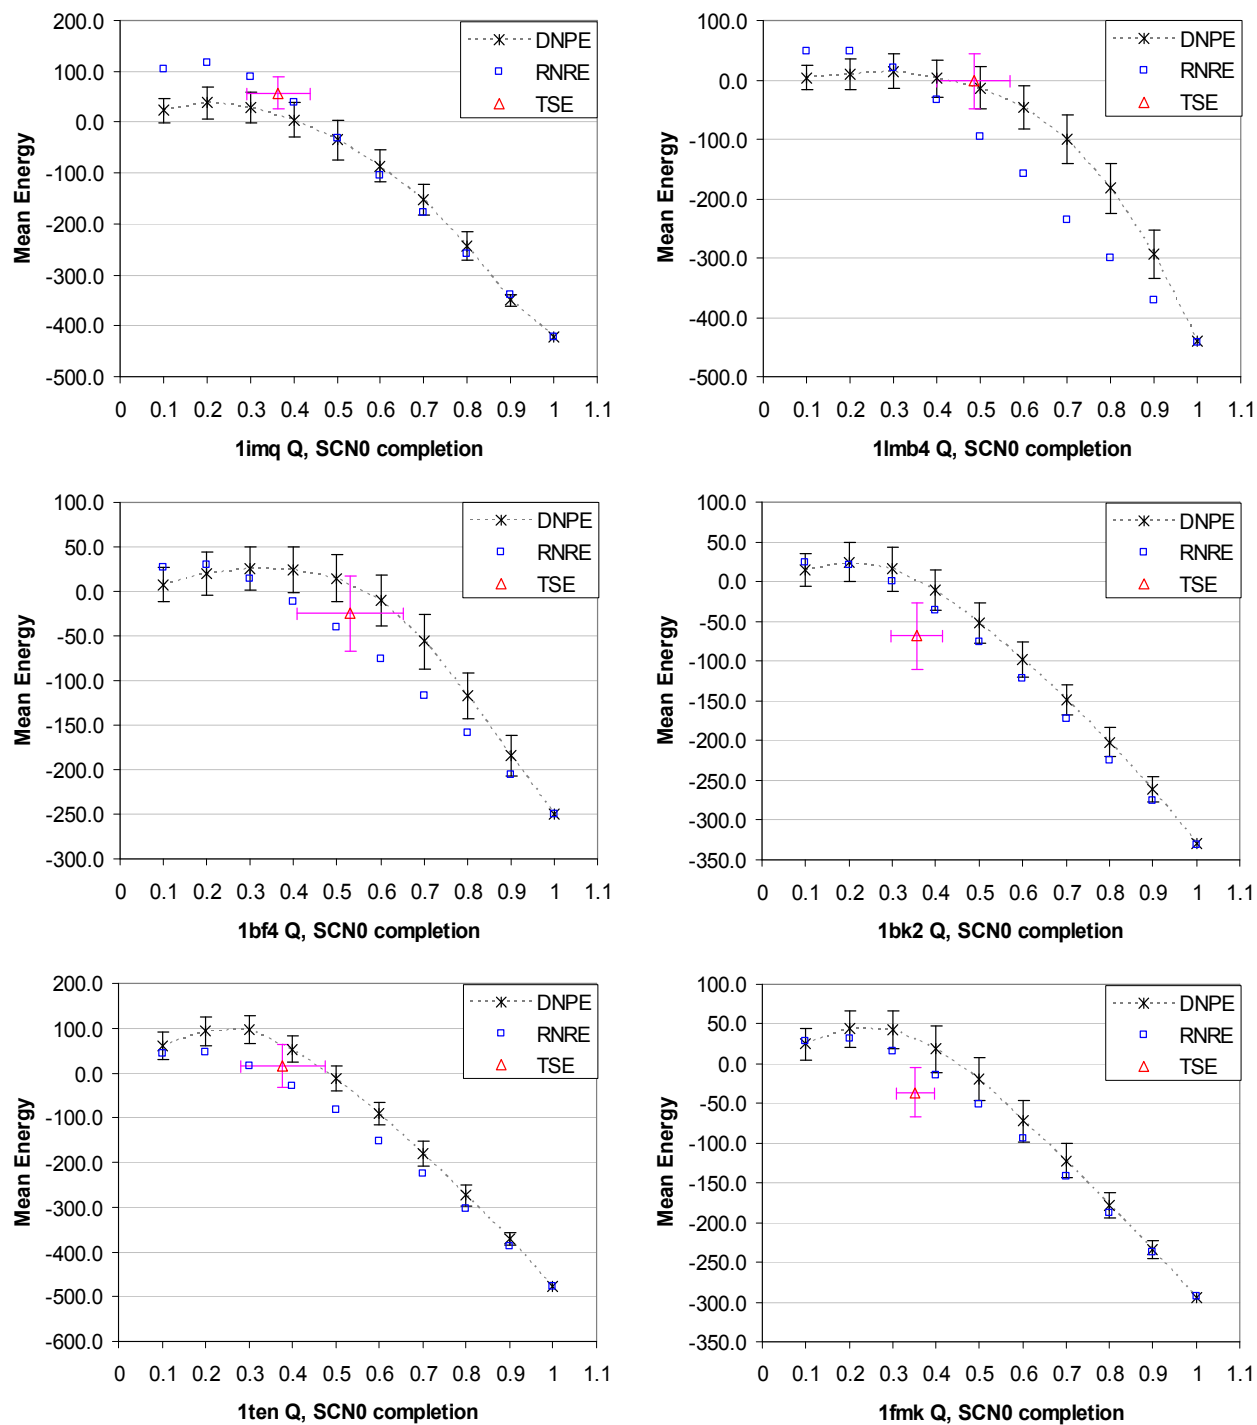 200.0
100.0
0.0
-100.0
-200.0
-300.0
-400.0
-500.0
Mean Energy
0 0.1 0.2 0.3 0.4 0.5 0.6 0.7 0.8 0.9 1 1.1
1imq Q, SCN0 completion
DNPE
RNRE
TSE
100.0
0.0
-100.0
-200.0
-300.0
-400.0
-500.0
Mean Energy
0 0.1 0.2 0.3 0.4 0.5 0.6 0.7 0.8 0.9 1 1.1
1lmb4 Q, SCN0 completion
DNPE
RNRE
TSE
100.0
50.0
0.0
-50.0
-100.0
-150.0
-200.0
-250.0
-300.0
Mean Energy
0 0.1 0.2 0.3 0.4 0.5 0.6 0.7 0.8 0.9 1 1.1
1bf4 Q, SCN0 completion
DNPE
RNRE
TSE
100.0
50.0
0.0
-50.0
-100.0
-150.0
-200.0
-250.0
-300.0
-350.0
Mean Energy
0 0.1 0.2 0.3 0.4 0.5 0.6 0.7 0.8 0.9 1 1.1
1bk2 Q, SCN0 completion
DNPE
RNRE
TSE
200.0
100.0
0.0
-100.0
-200.0
-300.0
-400.0
-500.0
-600.0
Mean Energy
0 0.1 0.2 0.3 0.4 0.5 0.6 0.7 0.8 0.9 1 1.1
1ten Q, SCN0 completion
DNPE
RNRE
TSE
100.0
50.0
0.0
-50.0
-100.0
-150.0
-200.0
-250.0
-300.0
-350.0
Mean Energy
0 0.1 0.2 0.3 0.4 0.5 0.6 0.7 0.8 0.9 1 1.1
1fmk Q, SCN0 completion
DNPE
RNRE
TSE